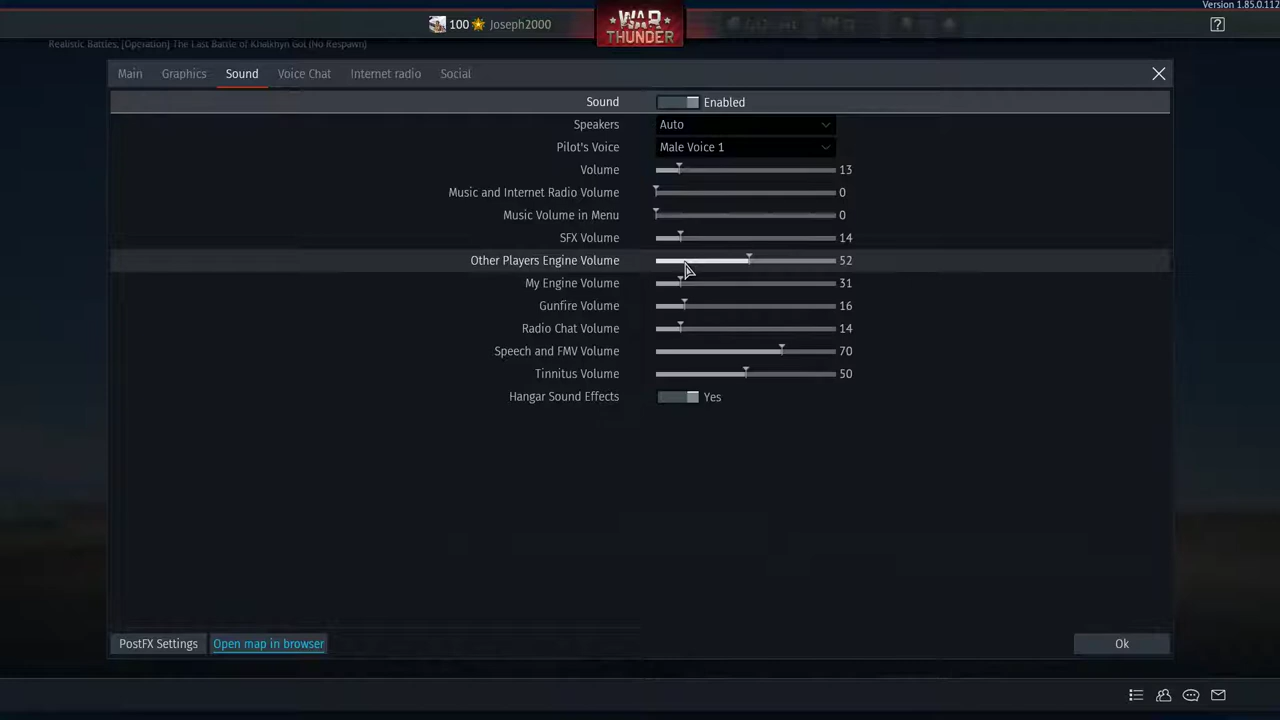 Version 1.85.0.112
100 Joseph2000
WAR THUNDER
?
Realistic Battles, [Operation] The Last Battle of Khalkhyn Gol (No Respawn)
Main Graphics Sound Voice Chat Internet radio Social
Sound Enabled
Speakers Auto
Pilot's Voice Male Voice 1
Volume 13
Music and Internet Radio Volume 0
Music Volume in Menu 0
SFX Volume 14
Other Players Engine Volume 52
My Engine Volume 31
Gunfire Volume 16
Radio Chat Volume 14
Speech and FMV Volume 70
Tinnitus Volume 50
Hangar Sound Effects Yes
PostFX Settings Open map in browser Ok